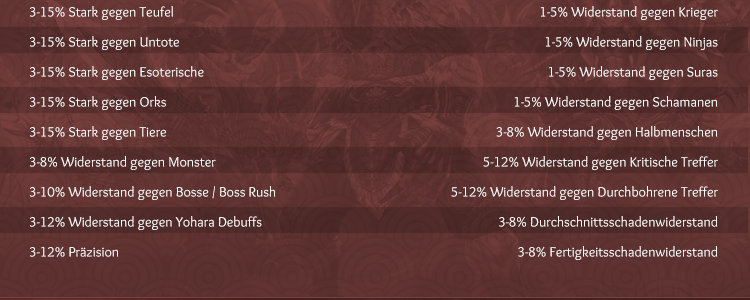 3-15% Stark gegen Teufel
1-5% Widerstand gegen Krieger
3-15% Stark gegen Untote
1-5% Widerstand gegen Ninjas
3-15% Stark gegen Esoterische
1-5% Widerstand gegen Suras
3-15% Stark gegen Orks
1-5% Widerstand gegen Schamanen
3-15% Stark gegen Tiere
3-8% Widerstand gegen Halbmenschen
3-8% Widerstand gegen Monster
5-12% Widerstand gegen Kritische Treffer
3-10% Widerstand gegen Bosse / Boss Rush
5-12% Widerstand gegen Durchbohrene Treffer
3-12% Widerstand gegen Yohara Debuffs
3-8% Durchschnittsschadenwiderstand
3-12% Präzision
3-8% Fertigkeitsschadenwiderstand